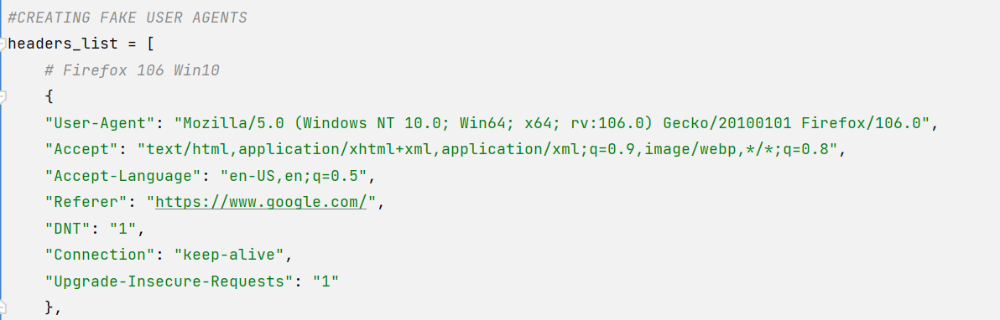 #CREATING FAKE USER AGENTS
headers_list = [
    # Firefox 106 Win10
    {
    "User-Agent": "Mozilla/5.0 (Windows NT 10.0; Win64; x64; rv:106.0) Gecko/20100101 Firefox/106.0",
    "Accept": "text/html,application/xhtml+xml,application/xml;q=0.9,image/webp,*/*;q=0.8",
    "Accept-Language": "en-US,en;q=0.5",
    "Referer": "https://www.google.com/",
    "DNT": "1",
    "Connection": "keep-alive",
    "Upgrade-Insecure-Requests": "1"
    },